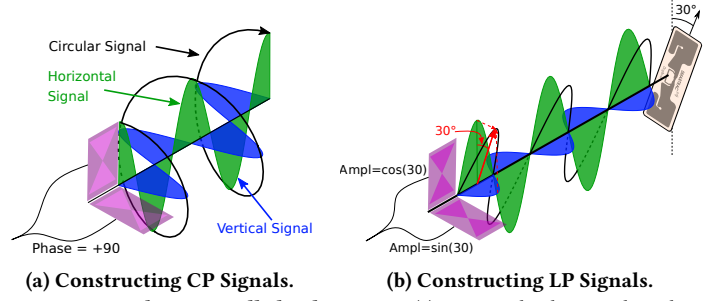 Circular Signal
Horizontal
Signal
Vertical Signal
Phase = +90
(a) Constructing CP Signals.
30°
30°
Ampl=cos(30)
Ampl=sin(30)
(b) Constructing LP Signals.